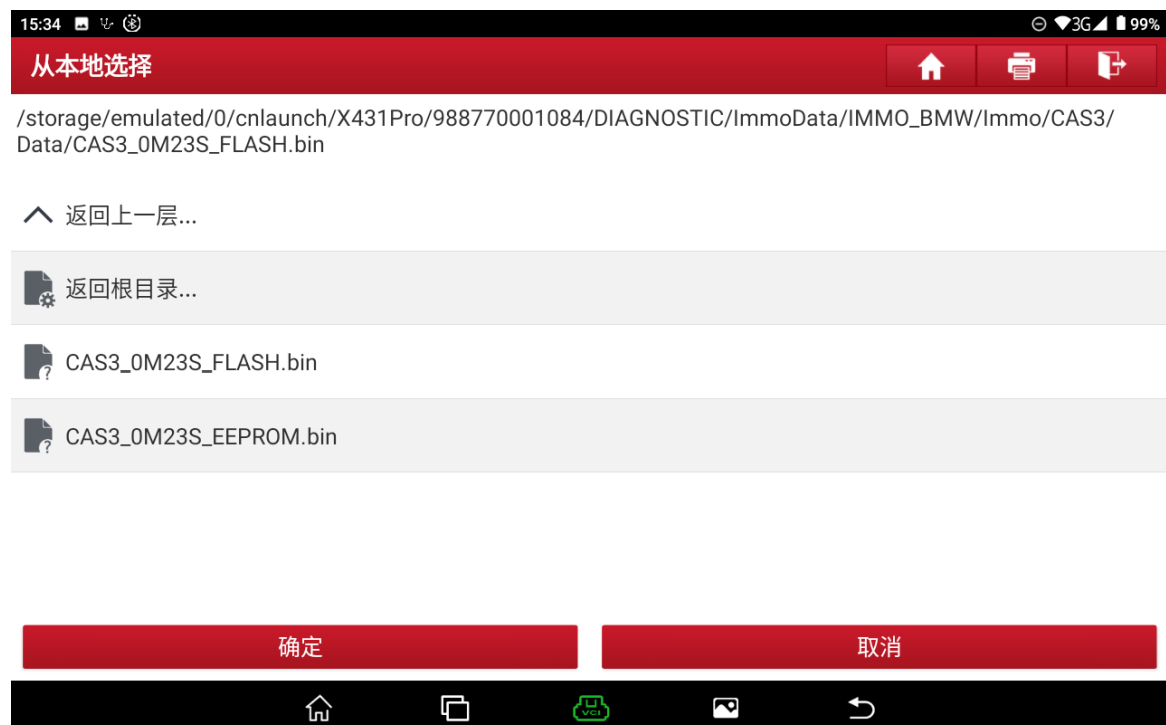 15:34 3G 99%
从本地选择
/storage/emulated/0/cnlaunch/X431Pro/988770001084/DIAGNOSTIC/ImmoData/IMMO_BMW/Immo/CAS3/
Data/CAS3_0M23S_FLASH.bin
返回上一层...
返回根目录...
CAS3_0M23S_FLASH.bin
CAS3_0M23S_EEPROM.bin
确定 取消
VCI